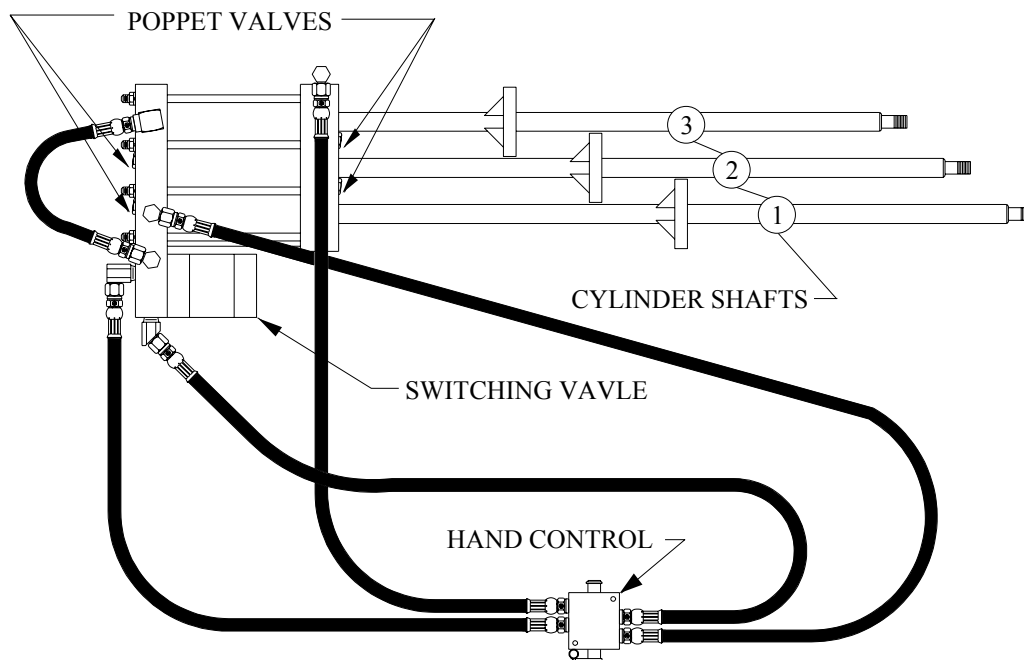 POPPET VALVES
3
2
1
CYLINDER SHAFTS
SWITCHING VAVLE
HAND CONTROL